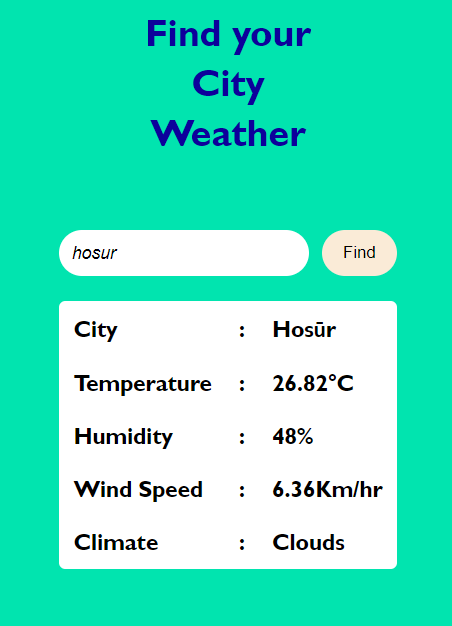 Find your
City
Weather
hosur
Find
City : Hosūr
Temperature : 26.82°C
Humidity : 48%
Wind Speed : 6.36Km/hr
Climate : Clouds